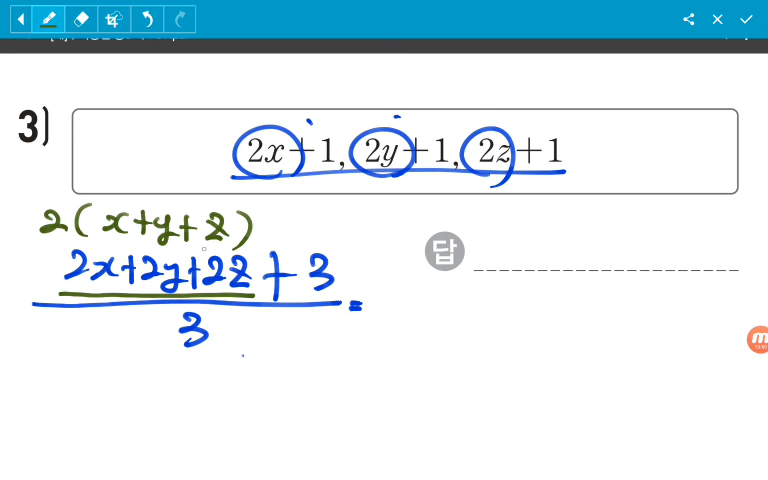 3)
2x+1, 2y+1, 2z+1
2(x+y+z)
2x+2y+2z+3
3
=
답